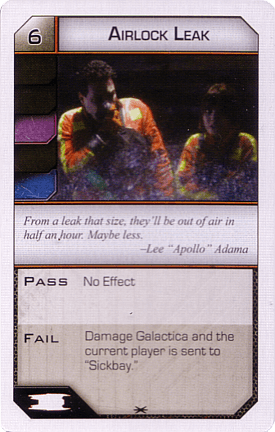 6
AIRLOCK LEAK
From a leak that size, they'll be out of air in
half an hour. Maybe less.
–Lee “Apollo” Adama
PASS No Effect
FAIL Damage Galactica and the
current player is sent to
“Sickbay.”